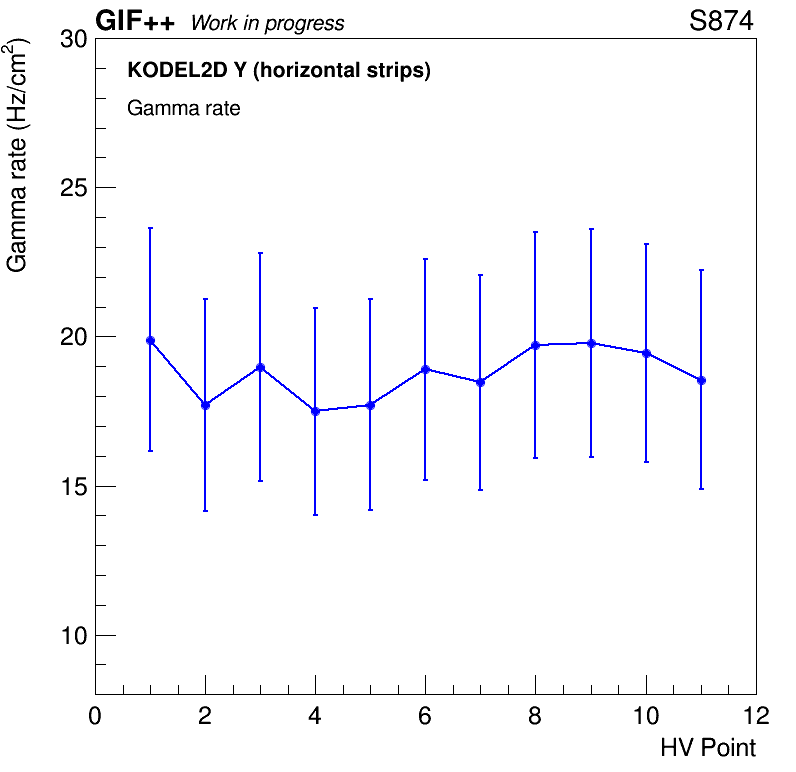 GIF++ Work in progress S874
30
KODEL2D Y (horizontal strips)
Gamma rate
Gamma rate (Hz/cm²)
25
20
15
10
0 2 4 6 8 10 12
HV Point